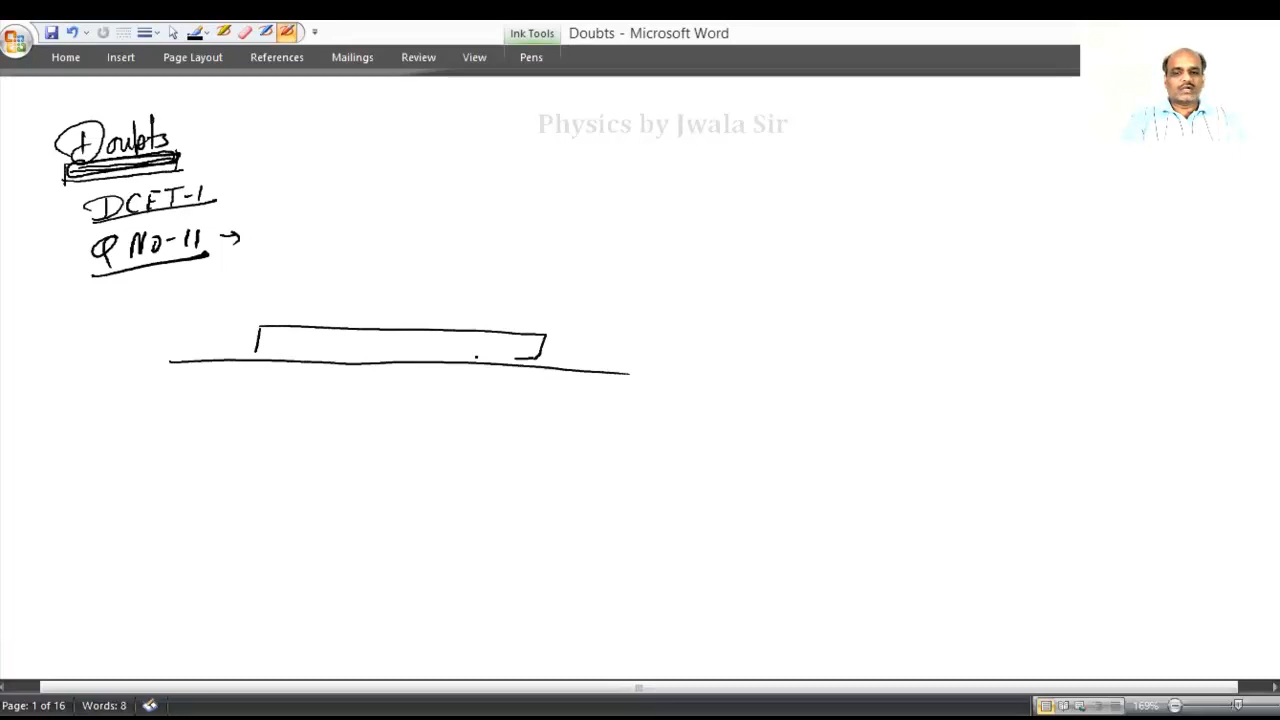 Ink Tools
Doubts - Microsoft Word
Home Insert Page Layout References Mailings Review View Pens
Physics by Jwala Sir
Doubts
DCET-1
Q NO-11 →
Page: 1 of 16 Words: 8 169%